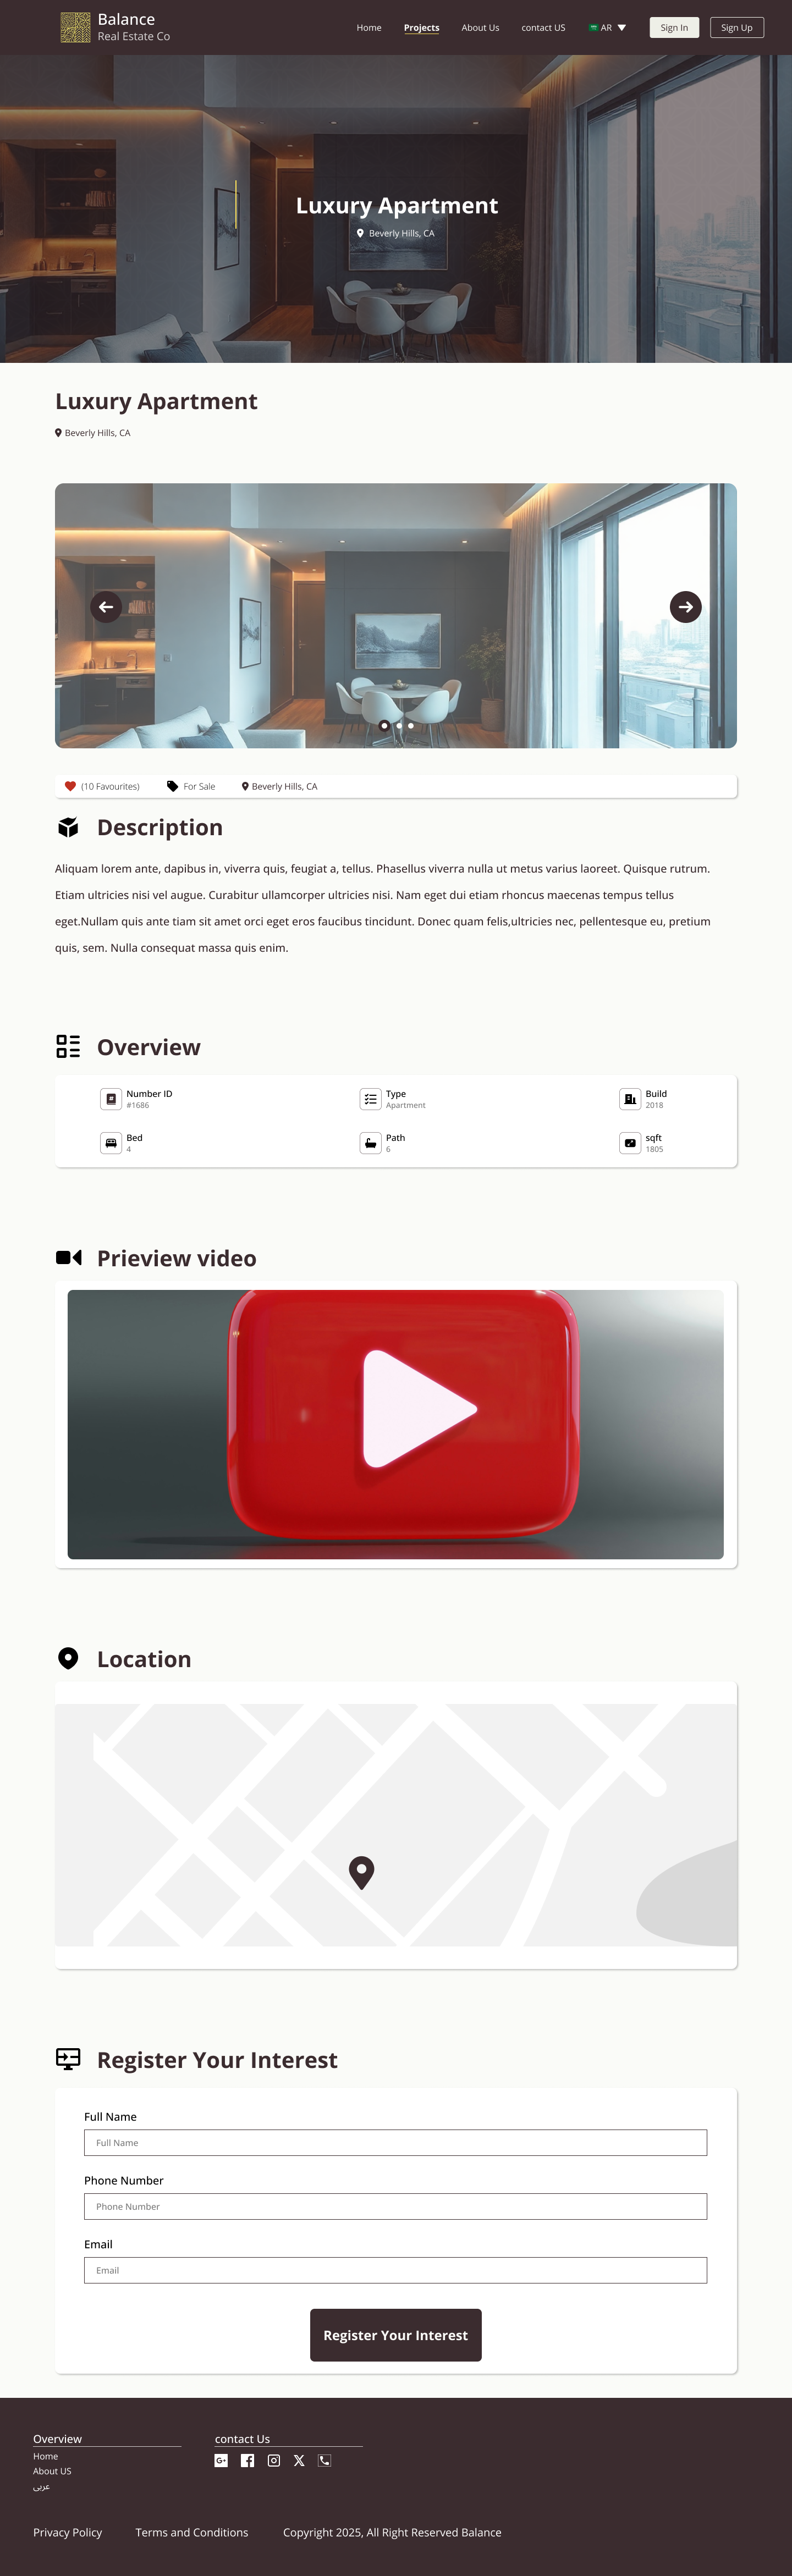 Balance
Real Estate Co
Home
Projects
About Us
contact US
AR
Sign In
Sign Up
Luxury Apartment
Beverly Hills, CA
Luxury Apartment
Beverly Hills, CA
(10 Favourites)
For Sale
Beverly Hills, CA
Description
Aliquam lorem ante, dapibus in, viverra quis, feugiat a, tellus. Phasellus viverra nulla ut metus varius laoreet. Quisque rutrum.
Etiam ultricies nisi vel augue. Curabitur ullamcorper ultricies nisi. Nam eget dui etiam rhoncus maecenas tempus tellus
eget.Nullam quis ante tiam sit amet orci eget eros faucibus tincidunt. Donec quam felis,ultricies nec, pellentesque eu, pretium
quis, sem. Nulla consequat massa quis enim.
Overview
Number ID
#1686
Type
Apartment
Build
2018
Bed
4
Path
6
sqft
1805
Prieview video
Location
Register Your Interest
Full Name
Full Name
Phone Number
Phone Number
Email
Email
Register Your Interest
Overview
Home
About US
عربى
contact Us
Privacy Policy
Terms and Conditions
Copyright 2025, All Right Reserved Balance